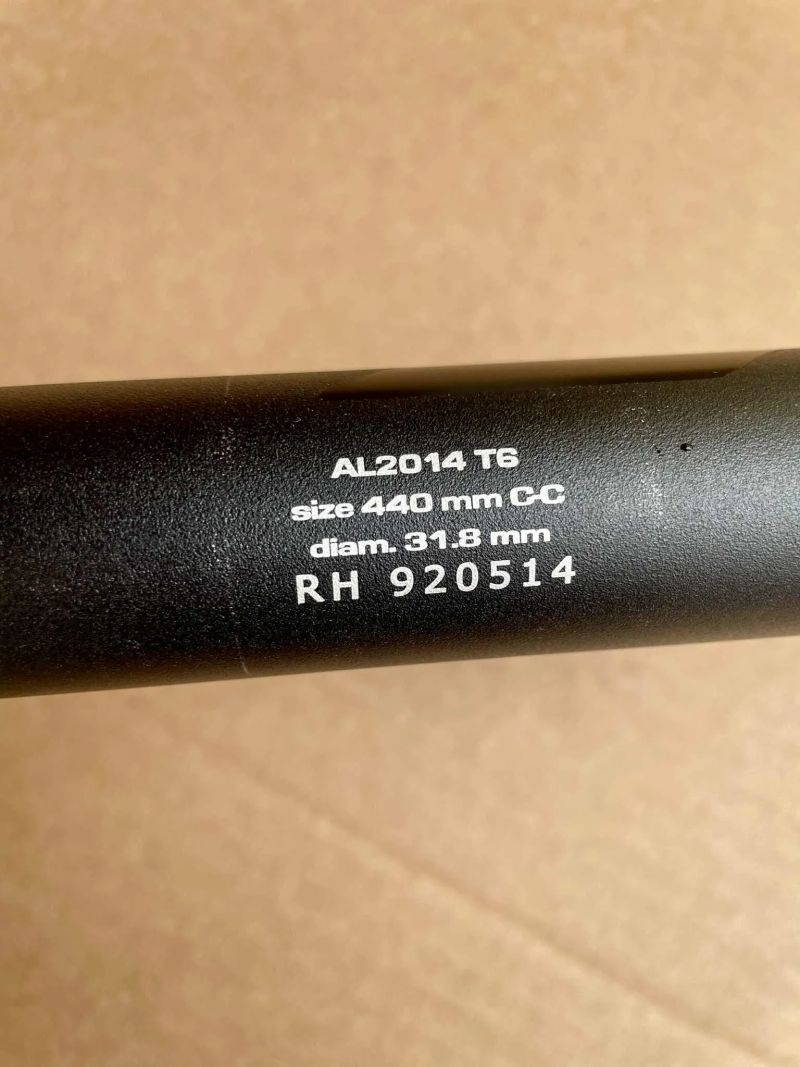 AL2014 T6
size 440 mm C-C
diam. 31.8 mm
RH 920514